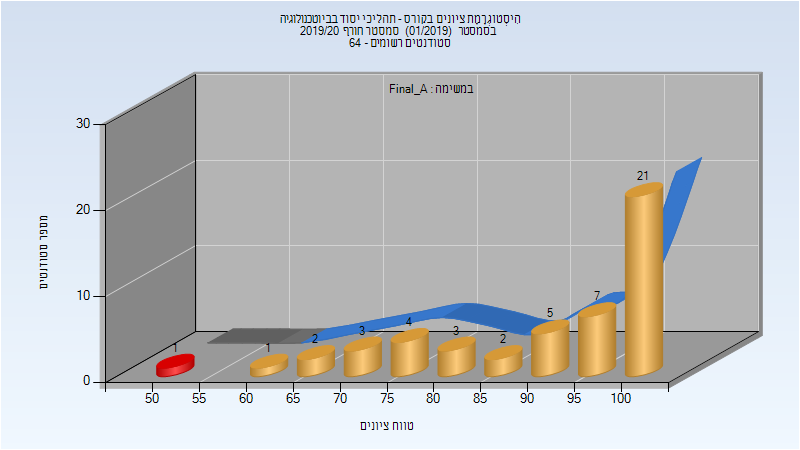 היסטוגרמת ציונים בקורס - תהליכי יסוד בביוטכנולוגיה
בסמסטר (01/2019) סמסטר חורף 2019/20
סטודנטים רשומים - 64
במשימה : Final_A
מספר סטודנטים
30
20
10
0
1
1
2
3
4
3
2
5
7
21
50 55 60 65 70 75 80 85 90 95 100
טווח ציונים